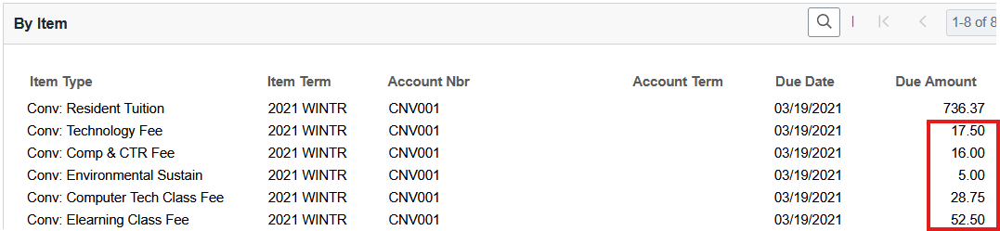 By Item
1-8 of 8
Item Type Item Term Account Nbr Account Term Due Date Due Amount
Conv: Resident Tuition 2021 WINTR CNV001 03/19/2021 736.37
Conv: Technology Fee 2021 WINTR CNV001 03/19/2021 17.50
Conv: Comp & CTR Fee 2021 WINTR CNV001 03/19/2021 16.00
Conv: Environmental Sustain 2021 WINTR CNV001 03/19/2021 5.00
Conv: Computer Tech Class Fee 2021 WINTR CNV001 03/19/2021 28.75
Conv: Elearning Class Fee 2021 WINTR CNV001 03/19/2021 52.50